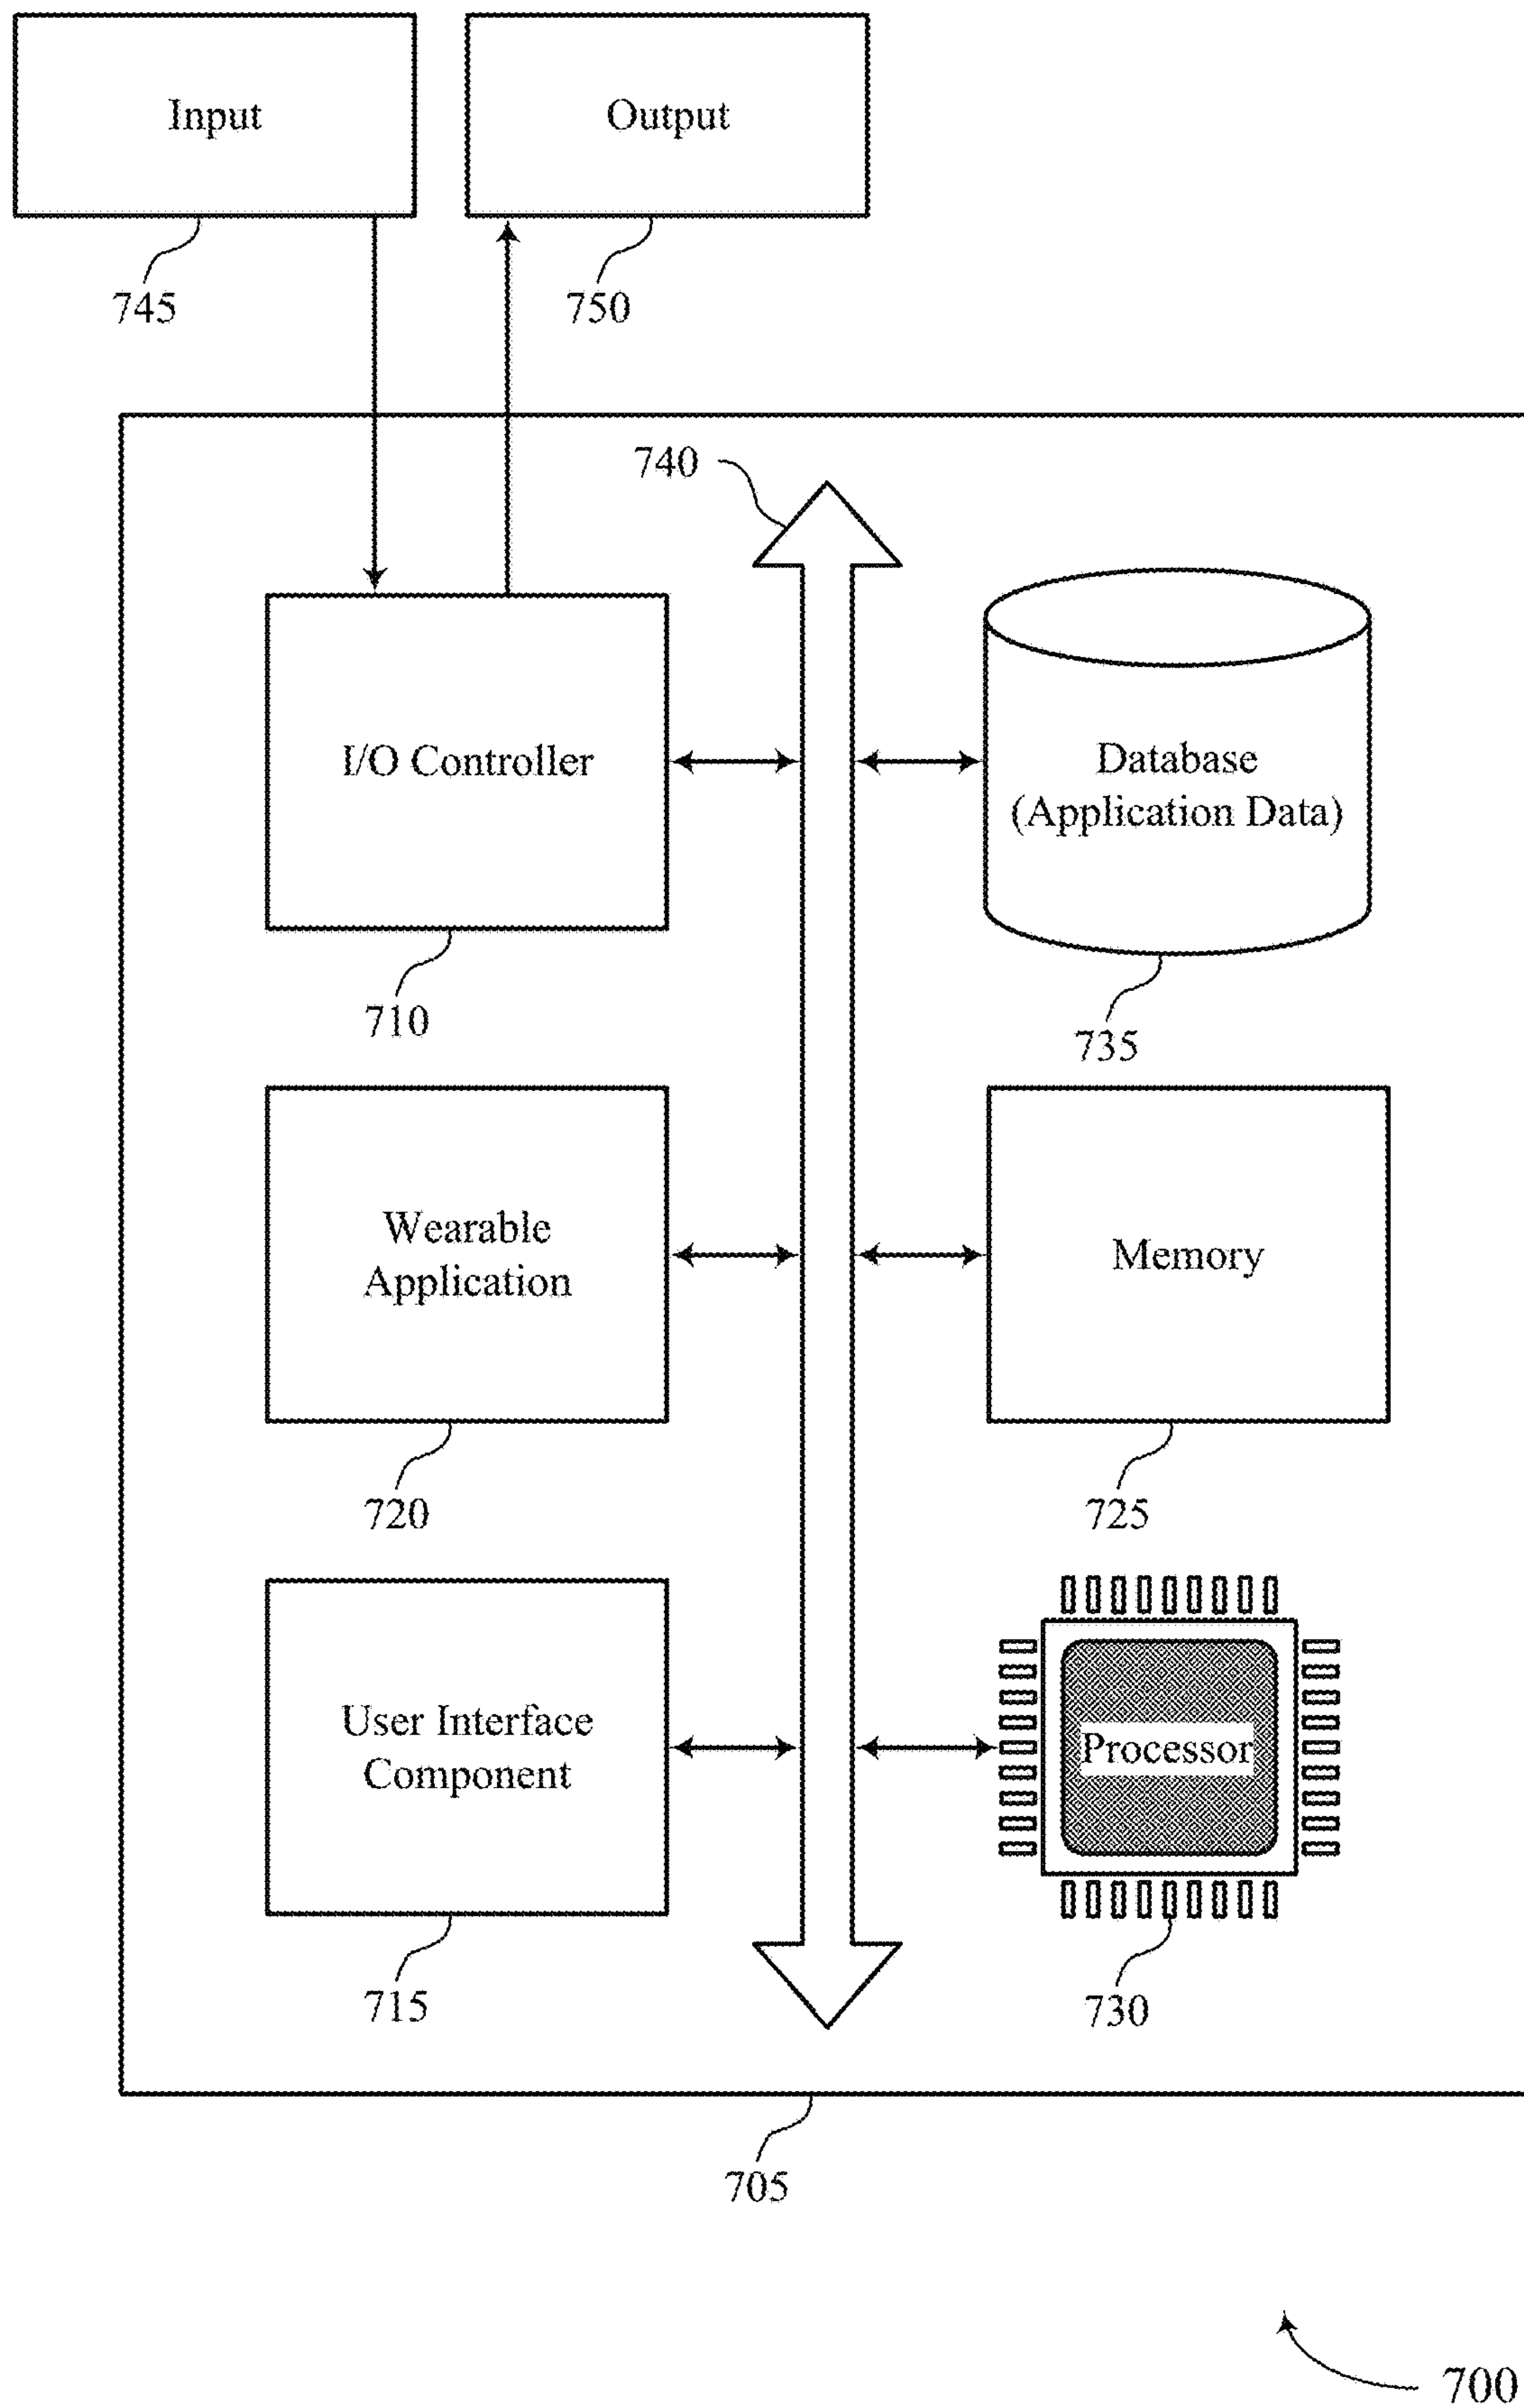 Input
Output
745
750
740
I/O Controller
Database
(Application Data)
710
735
Wearable
Application
Memory
720
725
User Interface
Component
Processor
715
730
705
700